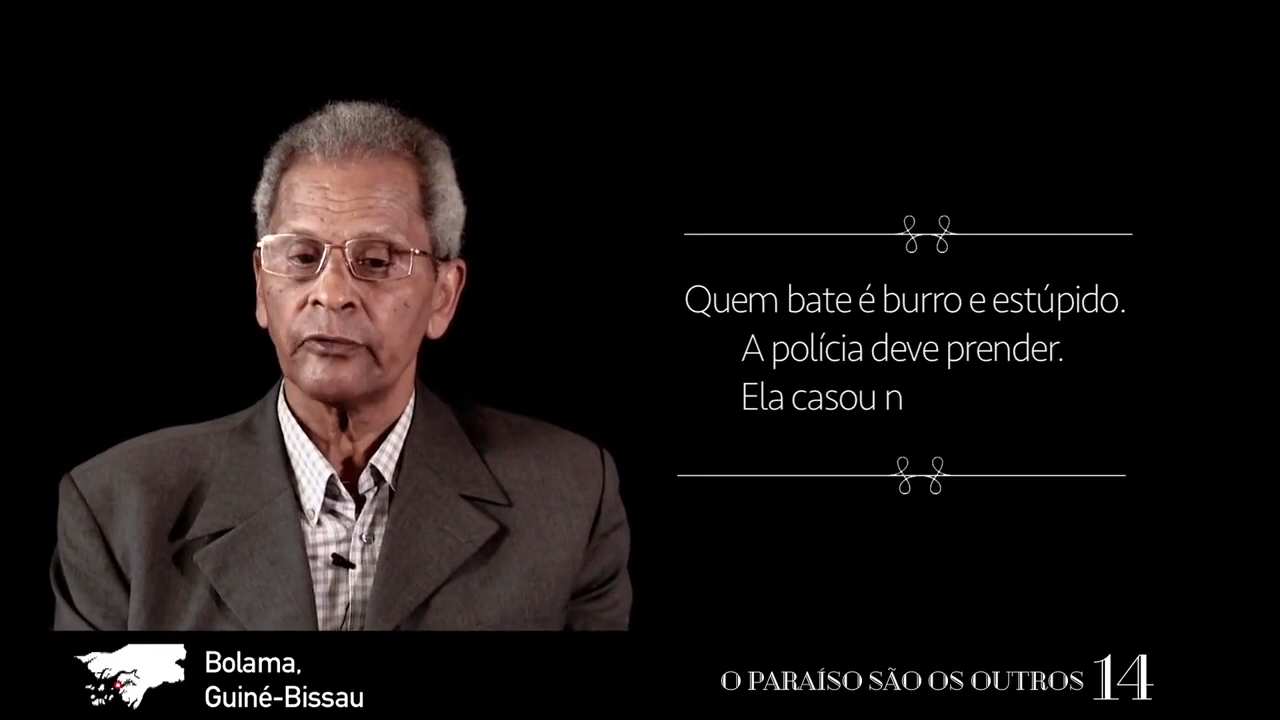 Quem bate é burro e estúpido.
A polícia deve prender.
Ela casou n
Bolama,
Guiné-Bissau
O PARAÍSO SÃO OS OUTROS 14